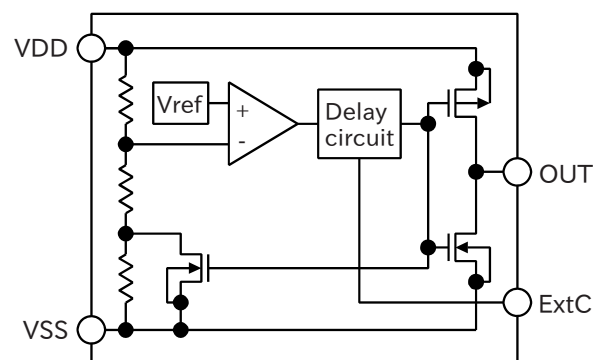 VDD
Vref
+
-
Delay
circuit
OUT
ExtC
VSS